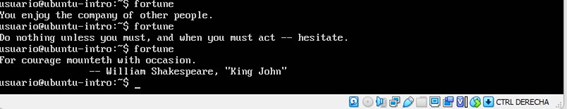 usuario@ubuntu-intro:~$ fortune
You enjoy the company of other people.
usuario@ubuntu-intro:~$ fortune
Do nothing unless you must, and when you must act -- hesitate.
usuario@ubuntu-intro:~$ fortune
For courage mounteth with occasion.
-- William Shakespeare, "King John"
usuario@ubuntu-intro:~$ _
CTRL DERECHA